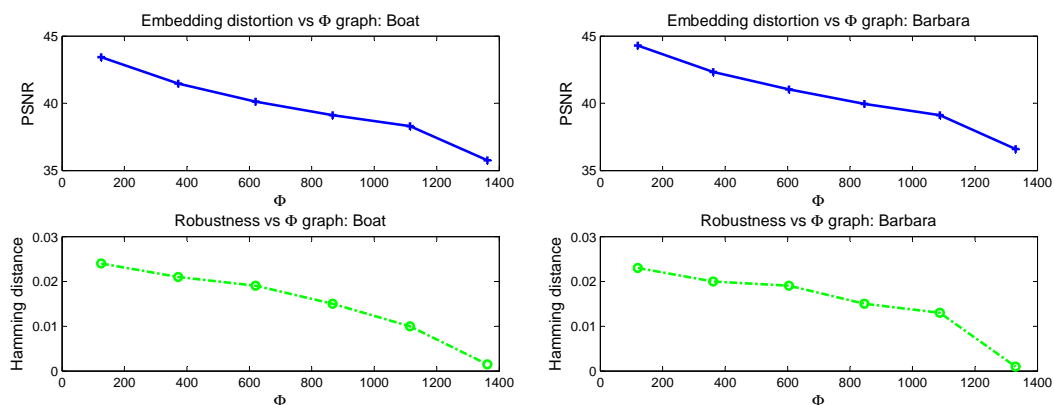 Embedding distortion vs Φ graph: Boat
45
40
35
PSNR
0 200 400 600 800 1000 1200 1400
Φ
Embedding distortion vs Φ graph: Barbara
45
40
35
PSNR
0 200 400 600 800 1000 1200 1400
Φ
Robustness vs Φ graph: Boat
0.03
0.02
0.01
0
Hamming distance
0 200 400 600 800 1000 1200 1400
Φ
Robustness vs Φ graph: Barbara
0.03
0.02
0.01
0
Hamming distance
0 200 400 600 800 1000 1200 1400
Φ